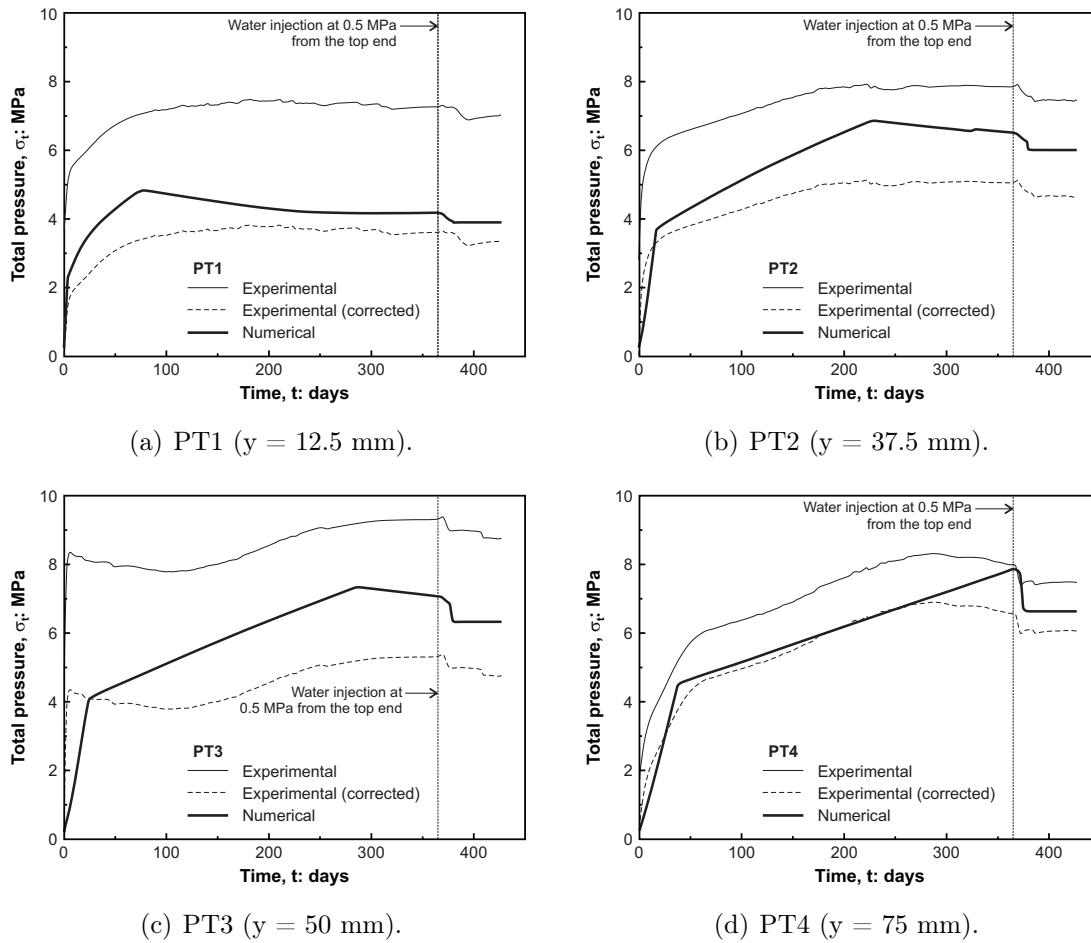 10
8
6
4
2
0
Total pressure, σt: MPa
Water injection at 0.5 MPa
from the top end
PT1
Experimental
Experimental (corrected)
Numerical
0 100 200 300 400
Time, t: days
(a) PT1 (y = 12.5 mm).
10
8
6
4
2
0
Total pressure, σt: MPa
Water injection at 0.5 MPa
from the top end
PT2
Experimental
Experimental (corrected)
Numerical
0 100 200 300 400
Time, t: days
(b) PT2 (y = 37.5 mm).
10
8
6
4
2
0
Total pressure, σt: MPa
Water injection at
0.5 MPa from the top end
PT3
Experimental
Experimental (corrected)
Numerical
0 100 200 300 400
Time, t: days
(c) PT3 (y = 50 mm).
10
8
6
4
2
0
Total pressure, σt: MPa
Water injection at 0.5 MPa
from the top end
PT4
Experimental
Experimental (corrected)
Numerical
0 100 200 300 400
Time, t: days
(d) PT4 (y = 75 mm).